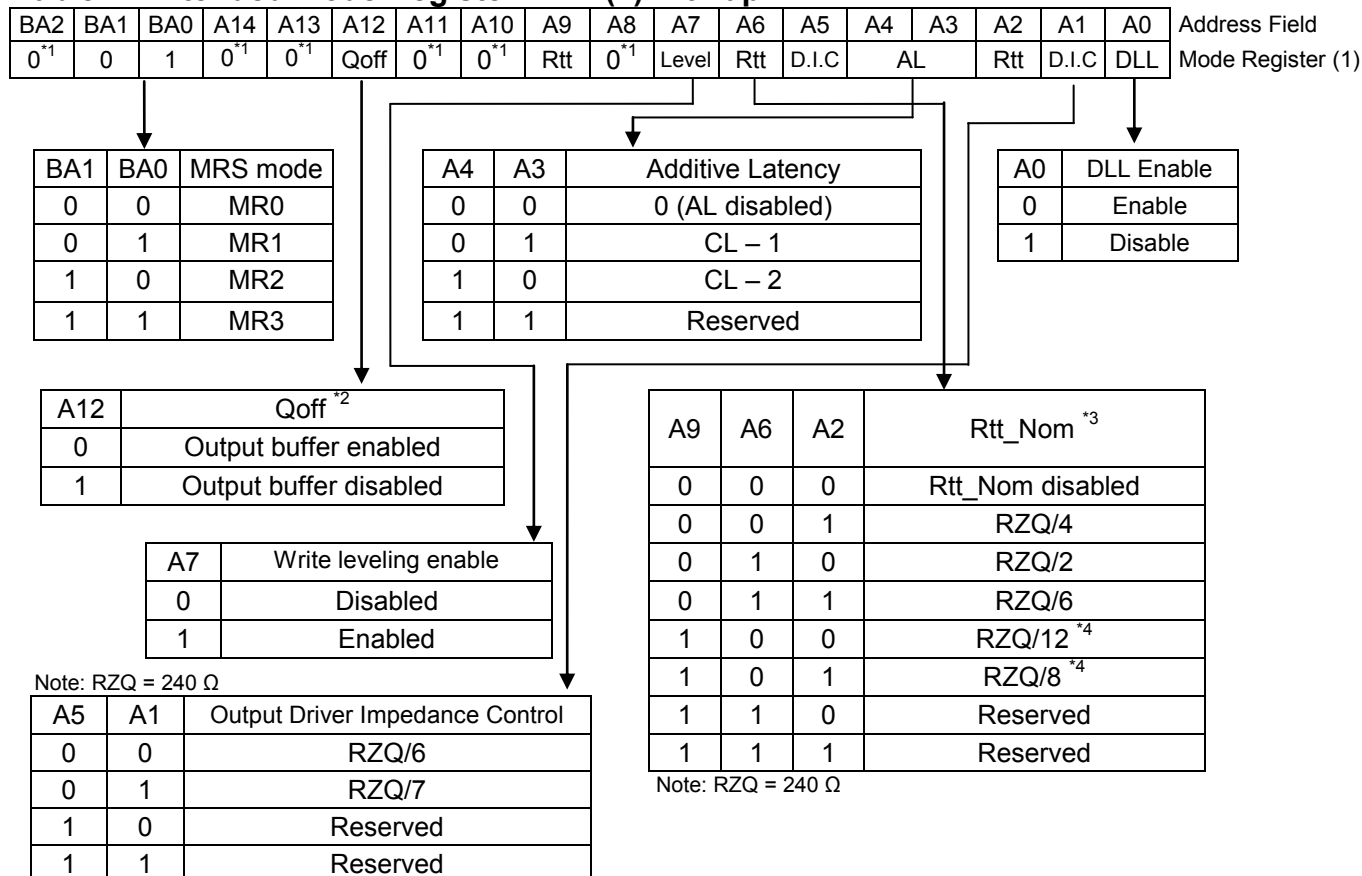 BA2 BA1 BA0 A14 A13 A12 A11 A10 A9 A8 A7 A6 A5 A4 A3 A2 A1 A0 Address Field
0*1 0 1 0*1 0*1 Qoff 0*1 0*1 Rtt 0*1 Level Rtt D.I.C AL Rtt D.I.C DLL Mode Register (1)
BA1 BA0 MRS mode
0 0 MR0
0 1 MR1
1 0 MR2
1 1 MR3
A4 A3 Additive Latency
0 0 0 (AL disabled)
0 1 CL – 1
1 0 CL – 2
1 1 Reserved
A0 DLL Enable
0 Enable
1 Disable
A12 Qoff *2
0 Output buffer enabled
1 Output buffer disabled
A9 A6 A2 Rtt_Nom *3
0 0 0 Rtt_Nom disabled
0 0 1 RZQ/4
0 1 0 RZQ/2
0 1 1 RZQ/6
1 0 0 RZQ/12 *4
1 0 1 RZQ/8 *4
1 1 0 Reserved
1 1 1 Reserved
Note: RZQ = 240 Ω
A7 Write leveling enable
0 Disabled
1 Enabled
Note: RZQ = 240 Ω
A5 A1 Output Driver Impedance Control
0 0 RZQ/6
0 1 RZQ/7
1 0 Reserved
1 1 Reserved